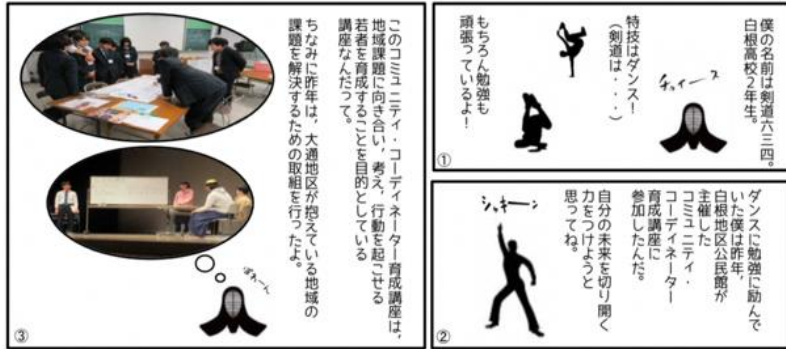 僕の名前は剣道六三四。
白根高校2年生。
チョイース
特技はダンス!
(剣道は・・・)
もちろん勉強も
頑張っているよ!
①
ダンスに勉強に励んで
いた僕は昨年、
白根地区公民館が
主催した
コミュニティ・
コーディネーター
育成講座に
参加したんだ。
自分の未来を切り開く
力をつけようと
思ってね。
シャキーン
②
このコミュニティ・コーディネーター育成講座は、
地域課題に向き合い、考え、行動を起こせる
若者を育成することを目的としている
講座なんだって。
ちなみに昨年は、大通地区が抱えている地域の
課題を解決するための取組を行ったよ。
ぽわーん
③